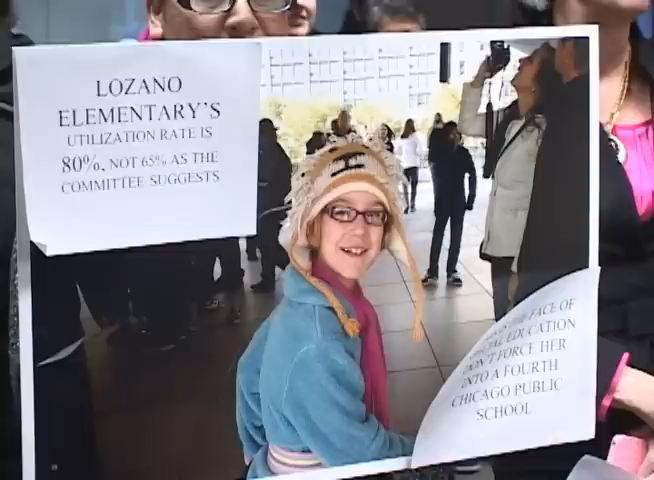 LOZANO
ELEMENTARY'S
UTILIZATION RATE IS
80%, NOT 65% AS THE
COMMITTEE SUGGESTS
FACE OF
EDUCATION
DON'T FORCE HER
INTO A FOURTH
CHICAGO PUBLIC
SCHOOL